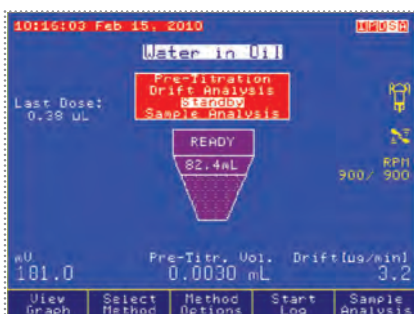 10:16:03 Feb 15, 2010
Water in Oil
Pre-Titration
Drift Analysis
Standby
Sample Analysis
Last Dose:
0.38 uL
READY
82.4mL
RPM
900/ 900
mV
Pre-Titr. Vol.
Drift[ug/min]
181.0
0.0030 mL
3.2
View Graph
Select Method
Method Options
Start Log
Sample Analysis